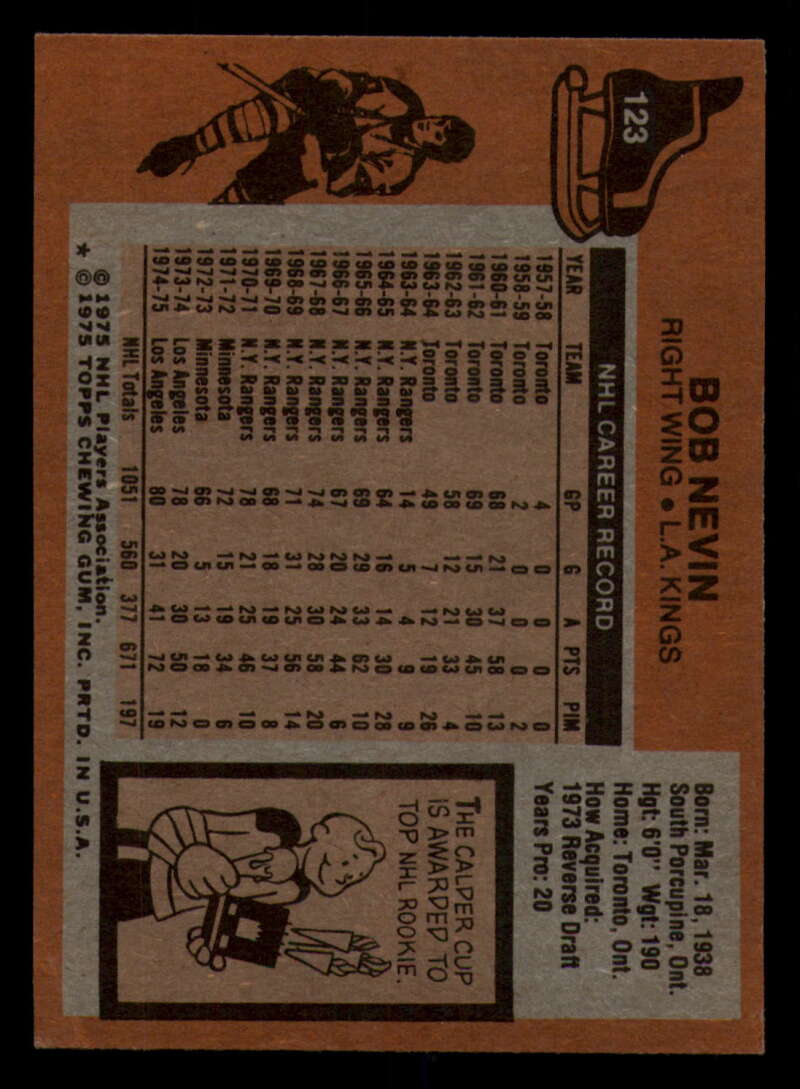 123
BOB NEVIN
RIGHT WING • L.A. KINGS
NHL CAREER RECORD
YEAR TEAM GP G A PTS PIM
1957-58 Toronto 4 0 0 0 0
1958-59 Toronto 2 0 0 0 2
1960-61 Toronto 68 21 37 58 13
1961-62 Toronto 69 15 30 45 10
1962-63 Toronto 58 12 21 33 4
1963-64 Toronto 49 7 12 19 26
1963-64 N.Y. Rangers 14 5 4 9 9
1964-65 N.Y. Rangers 64 16 14 30 28
1965-66 N.Y. Rangers 69 29 33 62 10
1966-67 N.Y. Rangers 67 20 24 44 6
1967-68 N.Y. Rangers 74 28 30 58 20
1968-69 N.Y. Rangers 71 31 25 56 14
1969-70 N.Y. Rangers 68 18 19 37 8
1970-71 N.Y. Rangers 78 21 25 46 10
1971-72 Minnesota 72 15 19 34 6
1972-73 Minnesota 66 5 13 18 0
1973-74 Los Angeles 78 20 30 50 12
1974-75 Los Angeles 80 31 41 72 19
NHL Totals 1051 560 377 671 197
© 1975 NHL Players Association.
* © 1975 TOPPS CHEWING GUM, INC. PRTD. IN U.S.A.
Born: Mar. 18, 1938
South Porcupine, Ont.
Hgt: 6'0" Wgt: 190
Home: Toronto, Ont.
How Acquired:
1973 Reverse Draft
Years Pro: 20
THE CALDER CUP
IS AWARDED TO
TOP NHL ROOKIE.